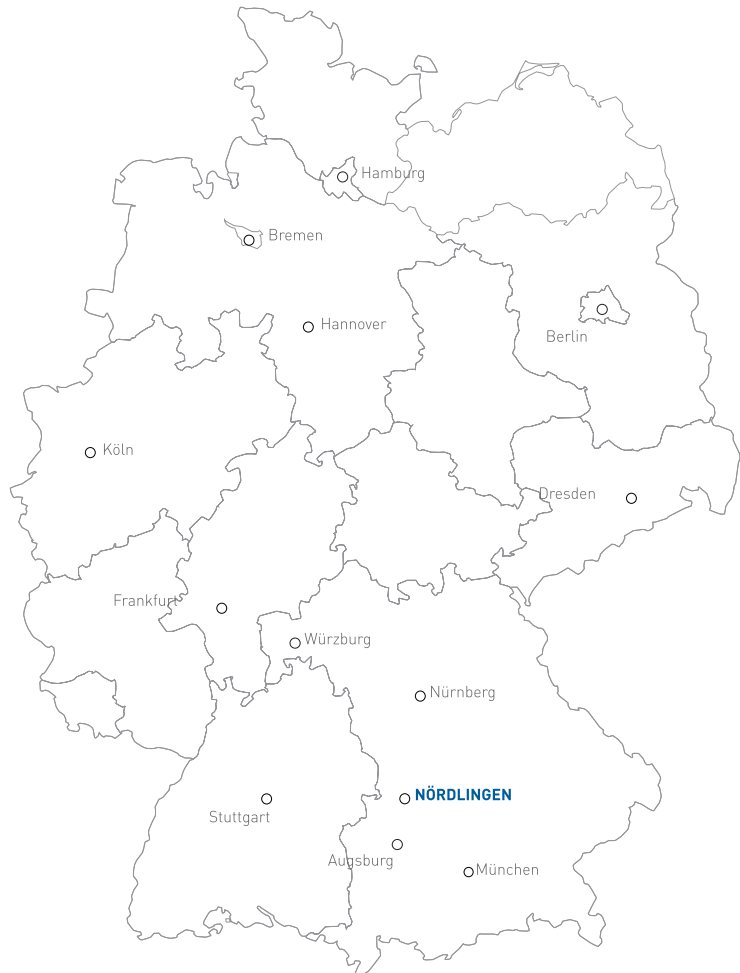 Hamburg
Bremen
Hannover
Berlin
Köln
Dresden
Frankfurt
Würzburg
Nürnberg
NÖRDLINGEN
Stuttgart
Augsburg
München